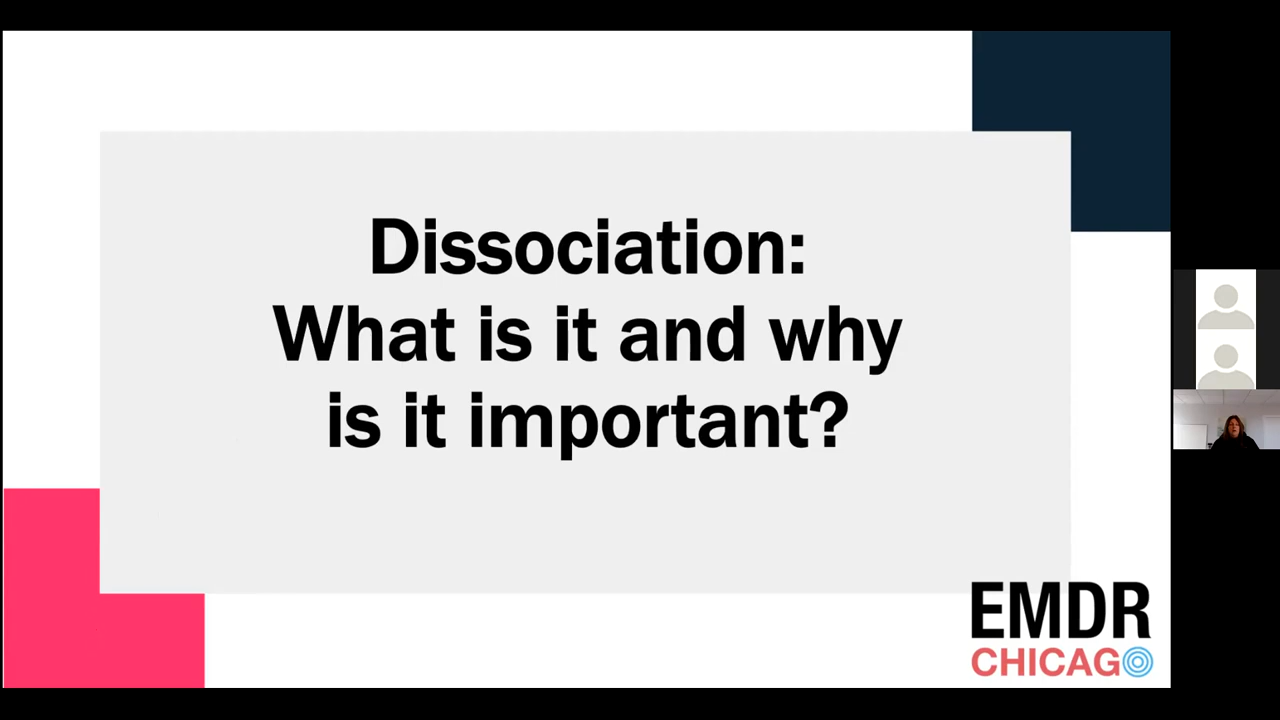 Dissociation:
What is it and why
is it important?
EMDR
CHICAGO